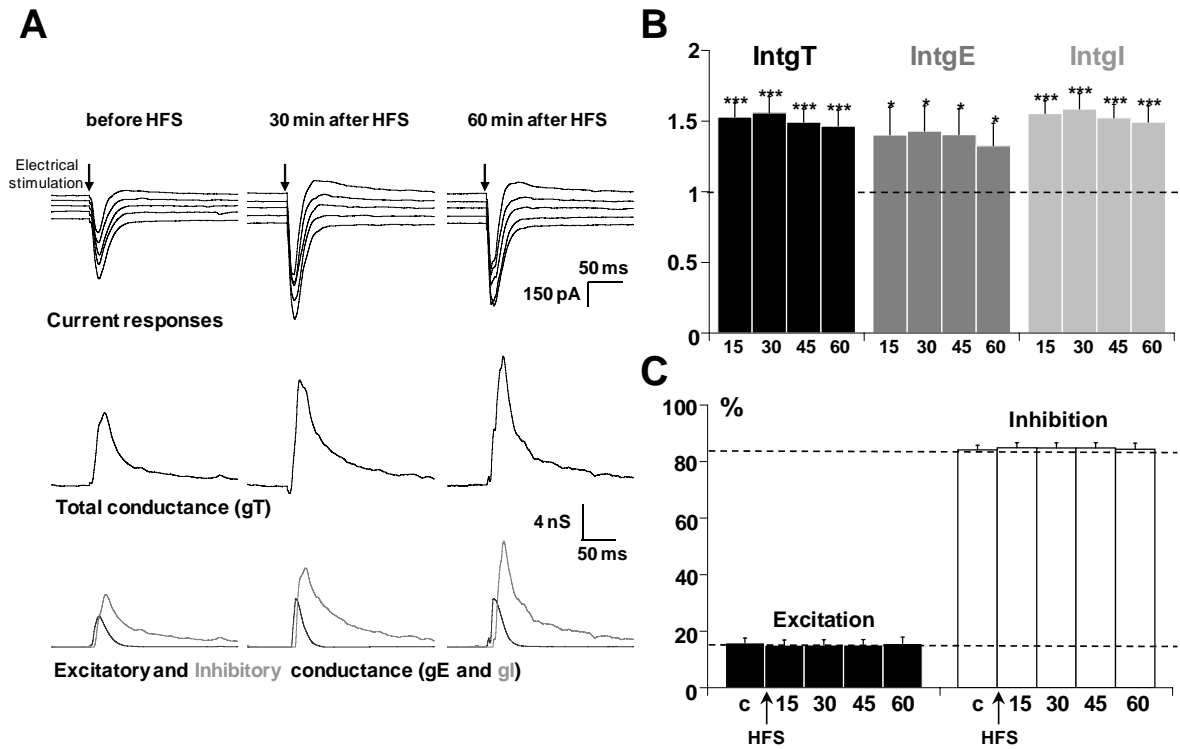 A
before HFS
30 min after HFS
60 min after HFS
Electrical
stimulation
50 ms
150 pA
Current responses
Total conductance (gT)
4 nS
50 ms
Excitatory and Inhibitory conductance (gE and gI)
B
2
1.5
1
0.5
0
IntgT
IntgE
IntgI
*** *** *** ***
* * * *
*** *** *** ***
15 30 45 60
15 30 45 60
15 30 45 60
C
%
100
80
60
40
20
0
Excitation
Inhibition
c 15 30 45 60
c 15 30 45 60
HFS
HFS